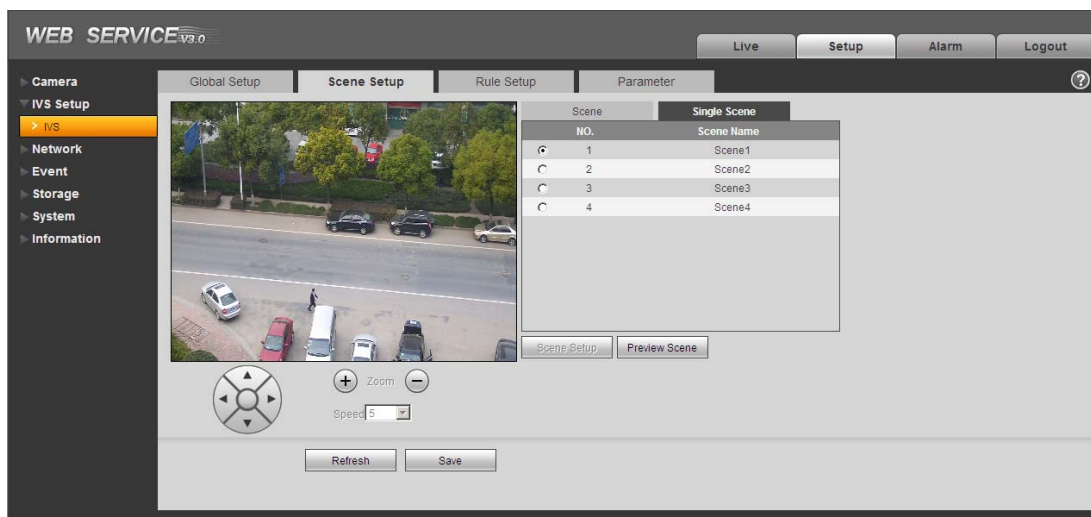 WEB SERVICE V3.0
Live Setup Alarm Logout
Camera
IVS Setup
> IVS
Network
Event
Storage
System
Information
Global Setup Scene Setup Rule Setup Parameter
?
Scene Single Scene
NO. Scene Name
1 Scene1
2 Scene2
3 Scene3
4 Scene4
Scene Setup Preview Scene
+ Zoom −
Speed 5
Refresh Save